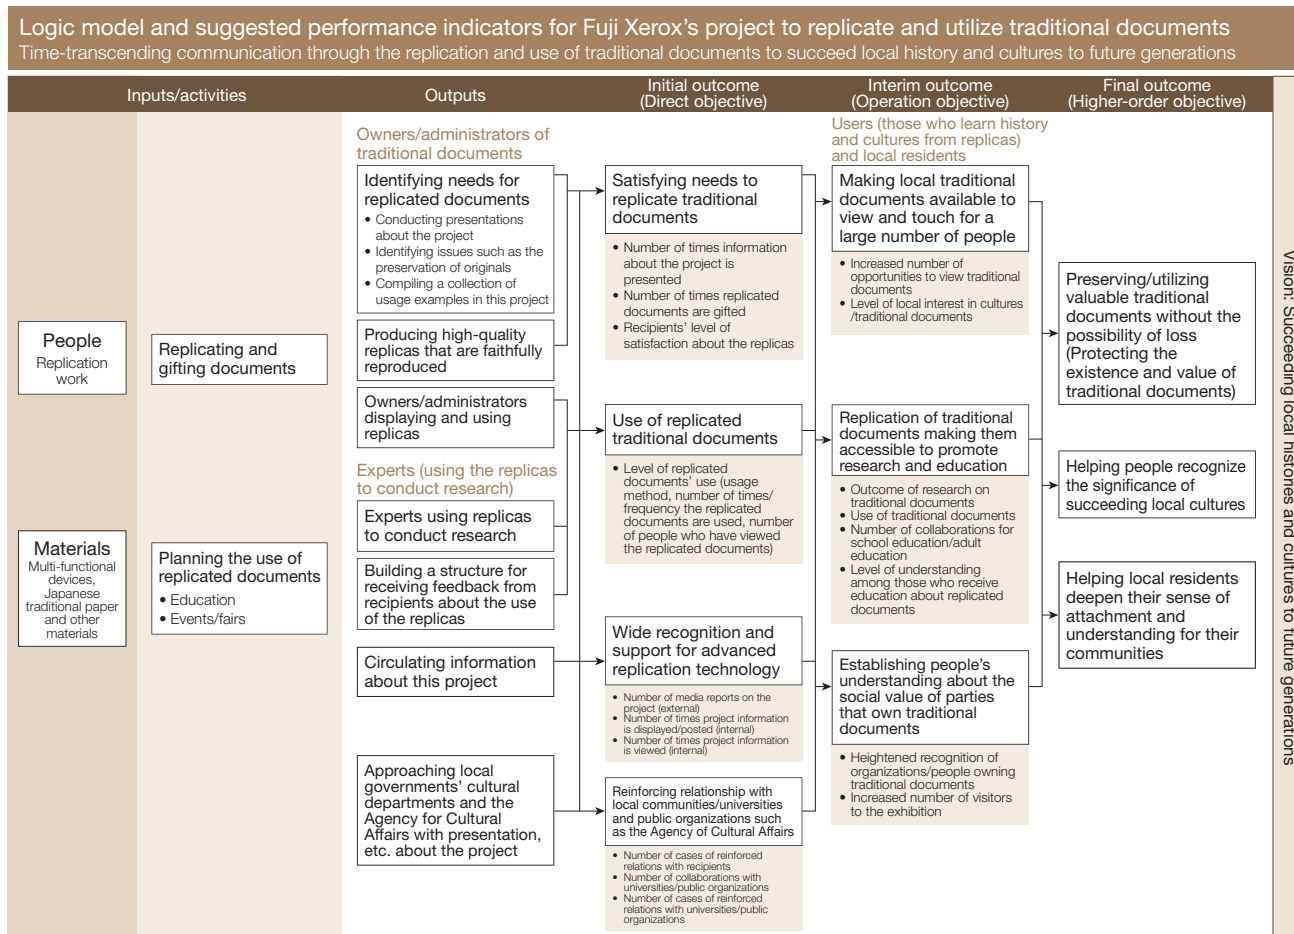 Logic model and suggested performance indicators for Fuji Xerox's project to replicate and utilize traditional documents
Time-transcending communication through the replication and use of traditional documents to succeed local history and cultures to future generations
Inputs/activities
Outputs
Initial outcome
(Direct objective)
Interim outcome
(Operation objective)
Final outcome
(Higher-order objective)
People
Replication
work
Materials
Multi-functional
devices,
Japanese
traditional paper
and other
materials
Replicating and
gifting documents
Planning the use of
replicated documents
• Education
• Events/fairs
Owners/administrators of
traditional documents
Identifying needs for
replicated documents
• Conducting presentations
about the project
• Identifying issues such as the
preservation of originals
• Compiling a collection of
usage examples in this project
Producing high-quality
replicas that are faithfully
reproduced
Owners/administrators
displaying and using
replicas
Experts (using the replicas
to conduct research)
Experts using replicas
to conduct research
Building a structure for
receiving feedback from
recipients about the use
of the replicas
Circulating information
about this project
Approaching local
governments' cultural
departments and the
Agency for Cultural
Affairs with presentation,
etc. about the project
Satisfying needs to
replicate traditional
documents
• Number of times information
about the project is
presented
• Number of times replicated
documents are gifted
• Recipients' level of
satisfaction about the replicas
Use of replicated
traditional documents
• Level of replicated
documents' use (usage
method, number of times/
frequency the replicated
documents are used, number
of people who have viewed
the replicated documents)
Wide recognition and
support for advanced
replication technology
• Number of media reports on the
project (external)
• Number of times project information
is displayed/posted (internal)
• Number of times project information
is viewed (internal)
Reinforcing relationship with
local communities/universities
and public organizations such
as the Agency of Cultural Affairs
• Number of cases of reinforced
relations with recipients
• Number of collaborations with
universities/public organizations
• Number of cases of reinforced
relations with universities/public
organizations
Users (those who learn history
and cultures from replicas)
and local residents
Making local traditional
documents available to
view and touch for a
large number of people
• Increased number of
opportunities to view traditional
documents
• Level of local interest in cultures
/traditional documents
Replication of traditional
documents making them
accessible to promote
research and education
• Outcome of research on
traditional documents
• Use of traditional documents
• Number of collaborations for
school education/adult
education
• Level of understanding
among those who receive
education about replicated
documents
Establishing people's
understanding about the
social value of parties
that own traditional
documents
• Heightened recognition of
organizations/people owning
traditional documents
• Increased number of visitors
to the exhibition
Preserving/utilizing
valuable traditional
documents without the
possibility of loss
(Protecting the
existence and value of
traditional documents)
Helping people recognize
the significance of
succeeding local cultures
Helping local residents
deepen their sense of
attachment and
understanding for their
communities
Vision: Succeeding local histories and cultures to future generations